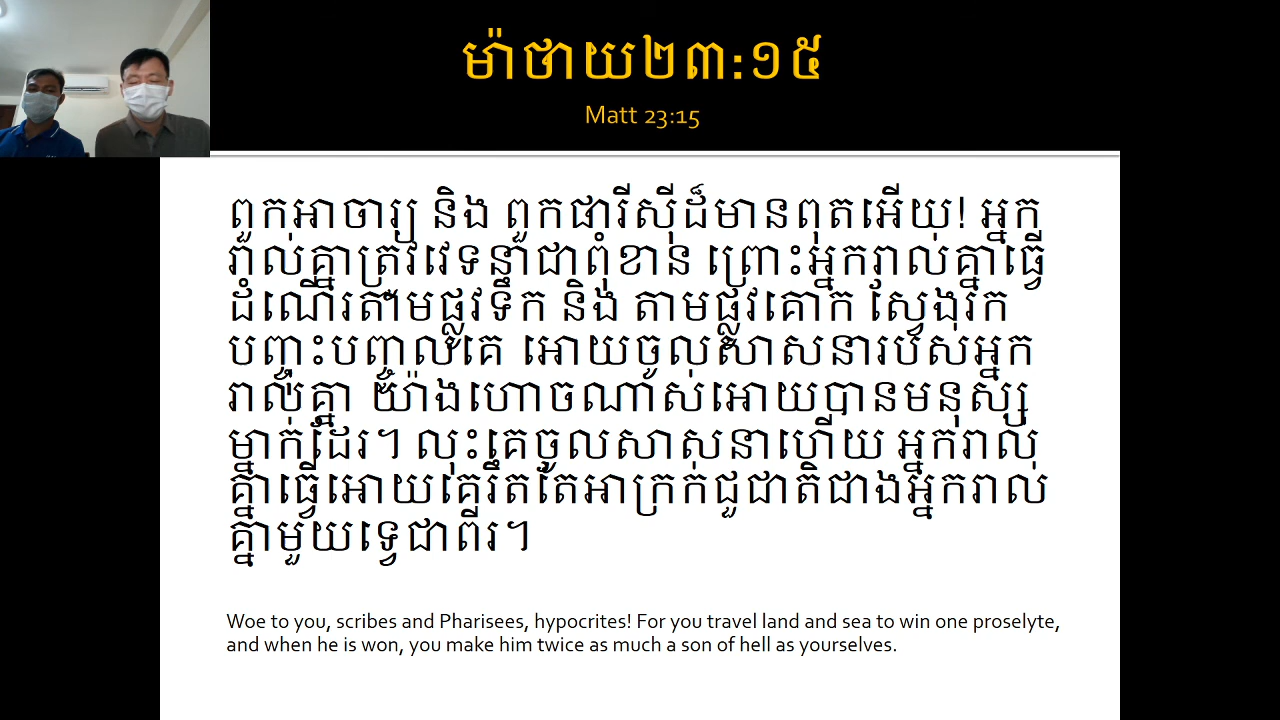 ម៉ាថាយ២៣:១៥
Matt 23:15
ពួកអាចារ្យ និង ពួកផារីស៊ីដ៏មានពុតអើយ! អ្នក
រាល់គ្នាត្រូវវេទនាជាពុំខាន ព្រោះអ្នករាល់គ្នាធ្វើ
ដំណើរតាមផ្លូវទឹក និង តាមផ្លូវគោក ស្វែងរក
បញ្ចុះបញ្ចូលគេ អោយចូលសាសនារបស់អ្នក
រាល់គ្នា យ៉ាងហោចណាស់អោយបានមនុស្ស
ម្នាក់ដែរ។ លុះគេចូលសាសនាហើយ អ្នករាល់
គ្នាធ្វើអោយគេរឹតតែអាក្រក់ជួជាតិជាងអ្នករាល់
គ្នាមួយទ្វេជាពីរ។
Woe to you, scribes and Pharisees, hypocrites! For you travel land and sea to win one proselyte,
and when he is won, you make him twice as much a son of hell as yourselves.